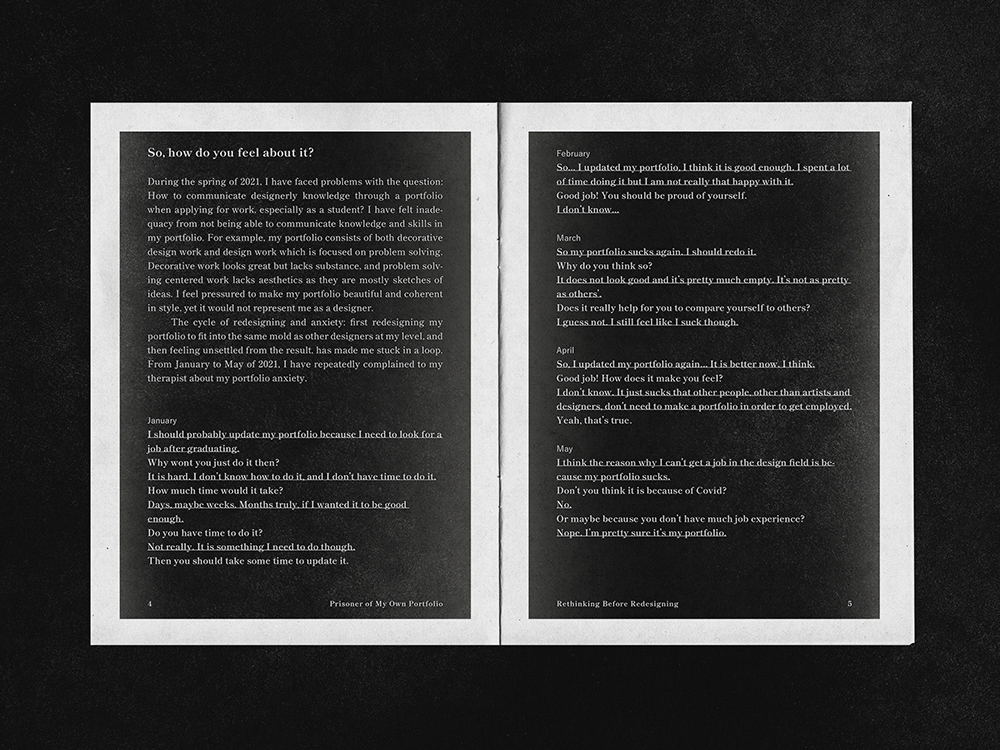 So, how do you feel about it?
During the spring of 2021, I have faced problems with the question:
How to communicate designerly knowledge through a portfolio
when applying for work, especially as a student? I have felt inade-
quacy from not being able to communicate knowledge and skills in
my portfolio. For example, my portfolio consists of both decorative
design work and design work which is focused on problem solving.
Decorative work looks great but lacks substance, and problem solv-
ing centered work lacks aesthetics as they are mostly sketches of
ideas. I feel pressured to make my portfolio beautiful and coherent
in style, yet it would not represent me as a designer.
The cycle of redesigning and anxiety: first redesigning my
portfolio to fit into the same mold as other designers at my level, and
then feeling unsettled from the result, has made me stuck in a loop.
From January to May of 2021, I have repeatedly complained to my
therapist about my portfolio anxiety.
January
I should probably update my portfolio because I need to look for a
job after graduating.
Why wont you just do it then?
It is hard. I don't know how to do it, and I don't have time to do it.
How much time would it take?
Days, maybe weeks. Months truly, if I wanted it to be good
enough.
Do you have time to do it?
Not really. It is something I need to do though.
Then you should take some time to update it.
4
Prisoner of My Own Portfolio
February
So... I updated my portfolio, I think it is good enough. I spent a lot
of time doing it but I am not really that happy with it.
Good job! You should be proud of yourself.
I don't know...
March
So my portfolio sucks again. I should redo it.
Why do you think so?
It does not look good and it's pretty much empty. It's not as pretty
as others'.
Does it really help for you to compare yourself to others?
I guess not. I still feel like I suck though.
April
So, I updated my portfolio again... It is better now, I think.
Good job! How does it make you feel?
I don't know. It just sucks that other people, other than artists and
designers, don't need to make a portfolio in order to get employed.
Yeah, that's true.
May
I think the reason why I can't get a job in the design field is be-
cause my portfolio sucks.
Don't you think it is because of Covid?
No.
Or maybe because you don't have much job experience?
Nope. I'm pretty sure it's my portfolio.
Rethinking Before Redesigning
5